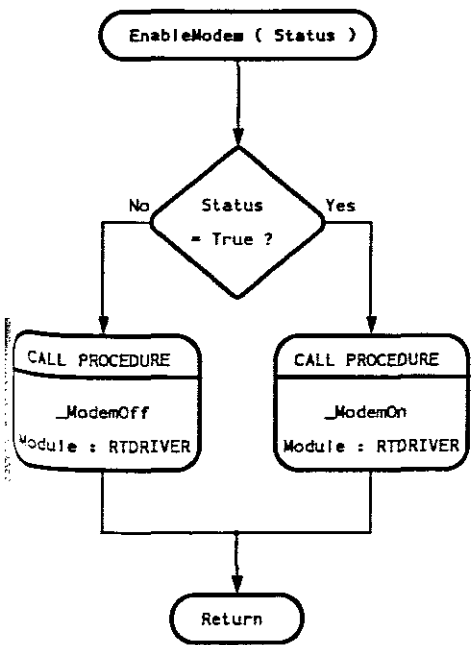 EnableModem ( Status )
No
Status
Yes
= True ?
CALL PROCEDURE
_ModemOff
Module : RTDRIVER
CALL PROCEDURE
_ModemOn
Module : RTDRIVER
Return